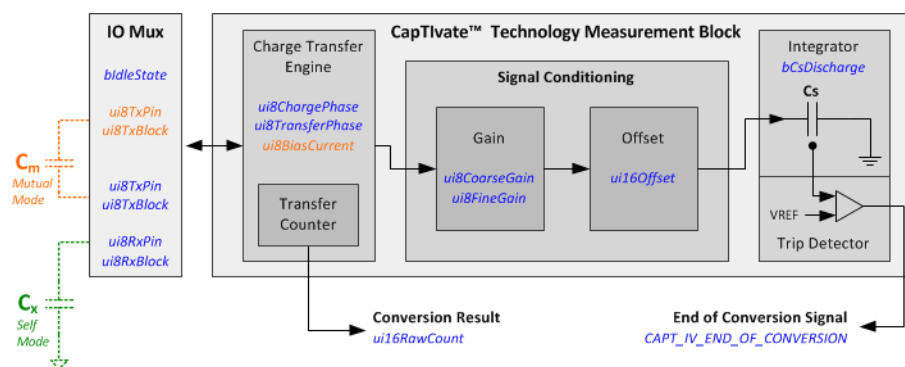 IO Mux
bIdleState
ui8TxPin
ui8TxBlock
ui8TxPin
ui8TxBlock
ui8RxPin
ui8RxBlock
Cm
Mutual
Mode
Cx
Self
Mode
CapTIvate™ Technology Measurement Block
Charge Transfer
Engine
ui8ChargePhase
ui8TransferPhase
ui8BiasCurrent
Transfer
Counter
Signal Conditioning
Gain
ui8CoarseGain
ui8FineGain
Offset
ui16Offset
Integrator
bCsDischarge
Cs
VREF
Trip Detector
Conversion Result
ui16RawCount
End of Conversion Signal
CAPT_IV_END_OF_CONVERSION